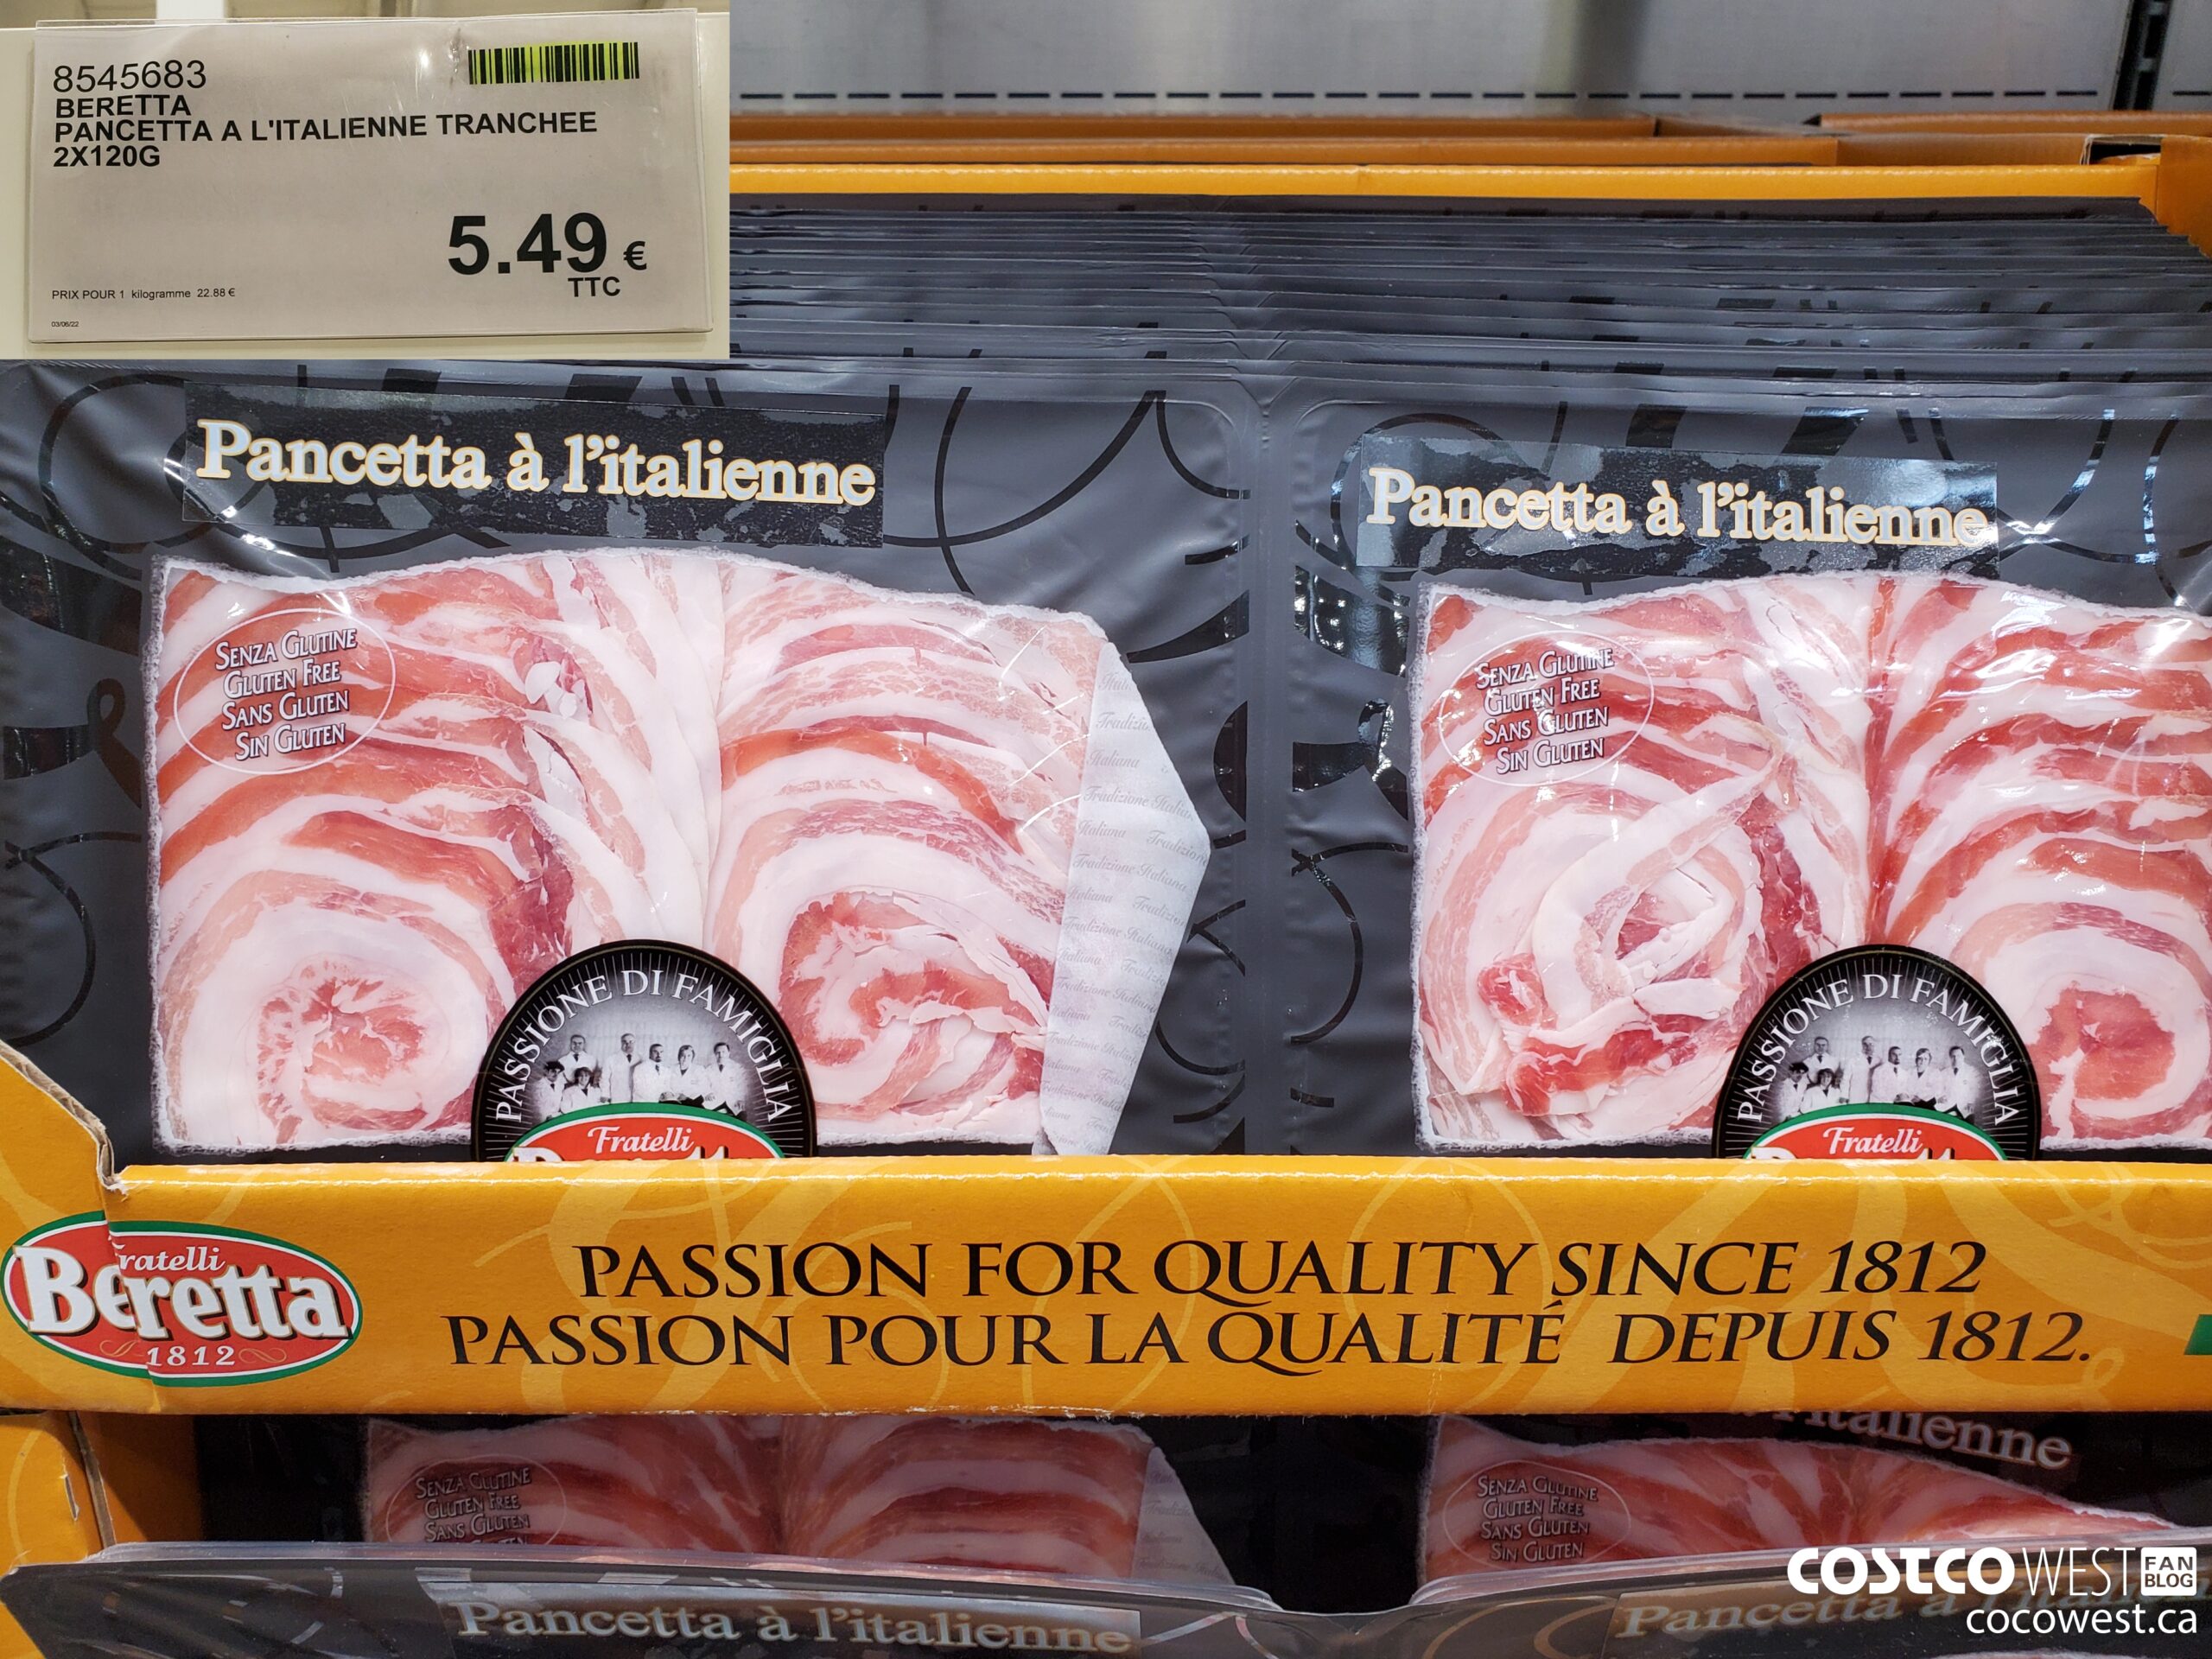 8545683
BERETTA
PANCETTA A L'ITALIENNE TRANCHEE
2X120G
5.49 €
TTC
PRIX POUR 1 kilogramme 22.88 €
03/06/22
Pancetta à l'italienne
Pancetta à l'italienne
SENZA GLUTINE
GLUTEN FREE
SANS GLUTEN
SIN GLUTEN
SENZA GLUTINE
GLUTEN FREE
SANS GLUTEN
SIN GLUTEN
Tradizione Italiana
PASSIONE DI FAMIGLIA
Fratelli
PASSIONE DI FAMIGLIA
Fratelli
Fratelli
Beretta
1812
PASSION FOR QUALITY SINCE 1812
PASSION POUR LA QUALITÉ DEPUIS 1812.
italienne
SENZA GLUTINE
GLUTEN FREE
SANS GLUTEN
SENZA GLUTINE
GLUTEN FREE
SANS GLUTEN
SIN GLUTEN
Pancetta à l'italienne
Pancetta à
COSTCO WEST FAN BLOG
cocowest.ca